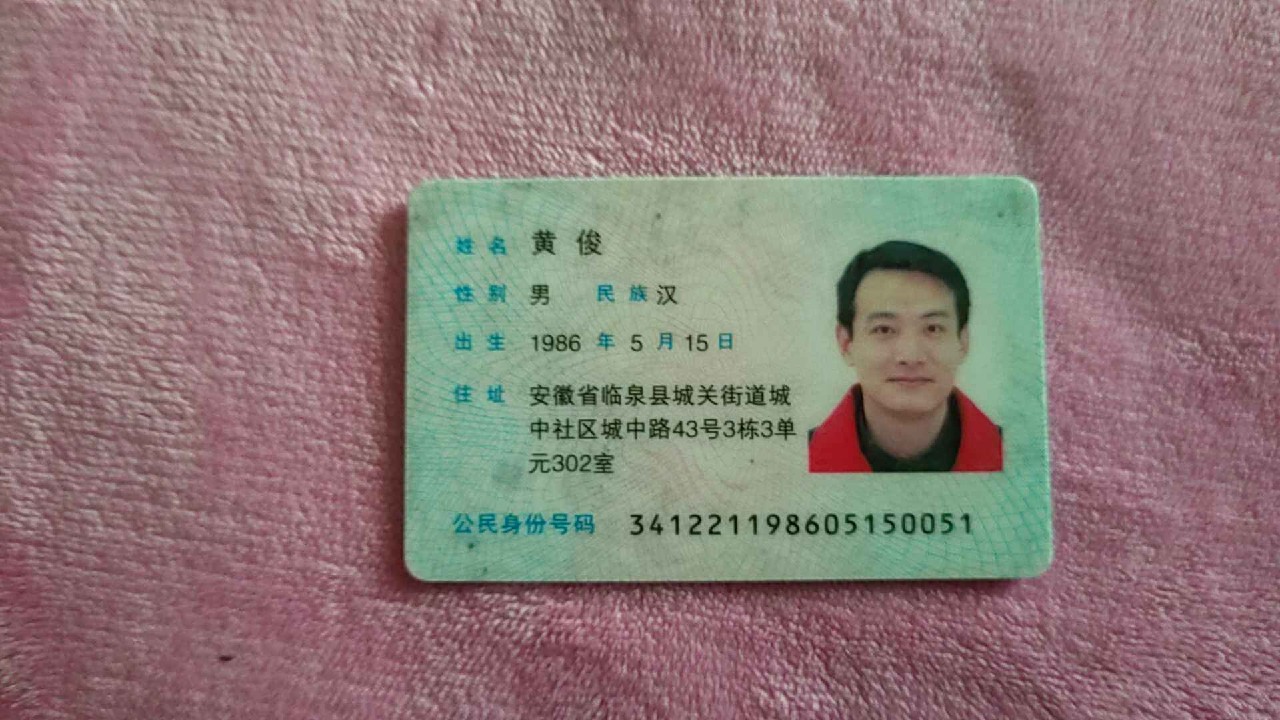 姓名 黄俊
性别 男 民族 汉
出生 1986 年 5 月 15 日
住址 安徽省临泉县城关街道城
中社区城中路43号3栋3单
元302室
公民身份号码 341221198605150051